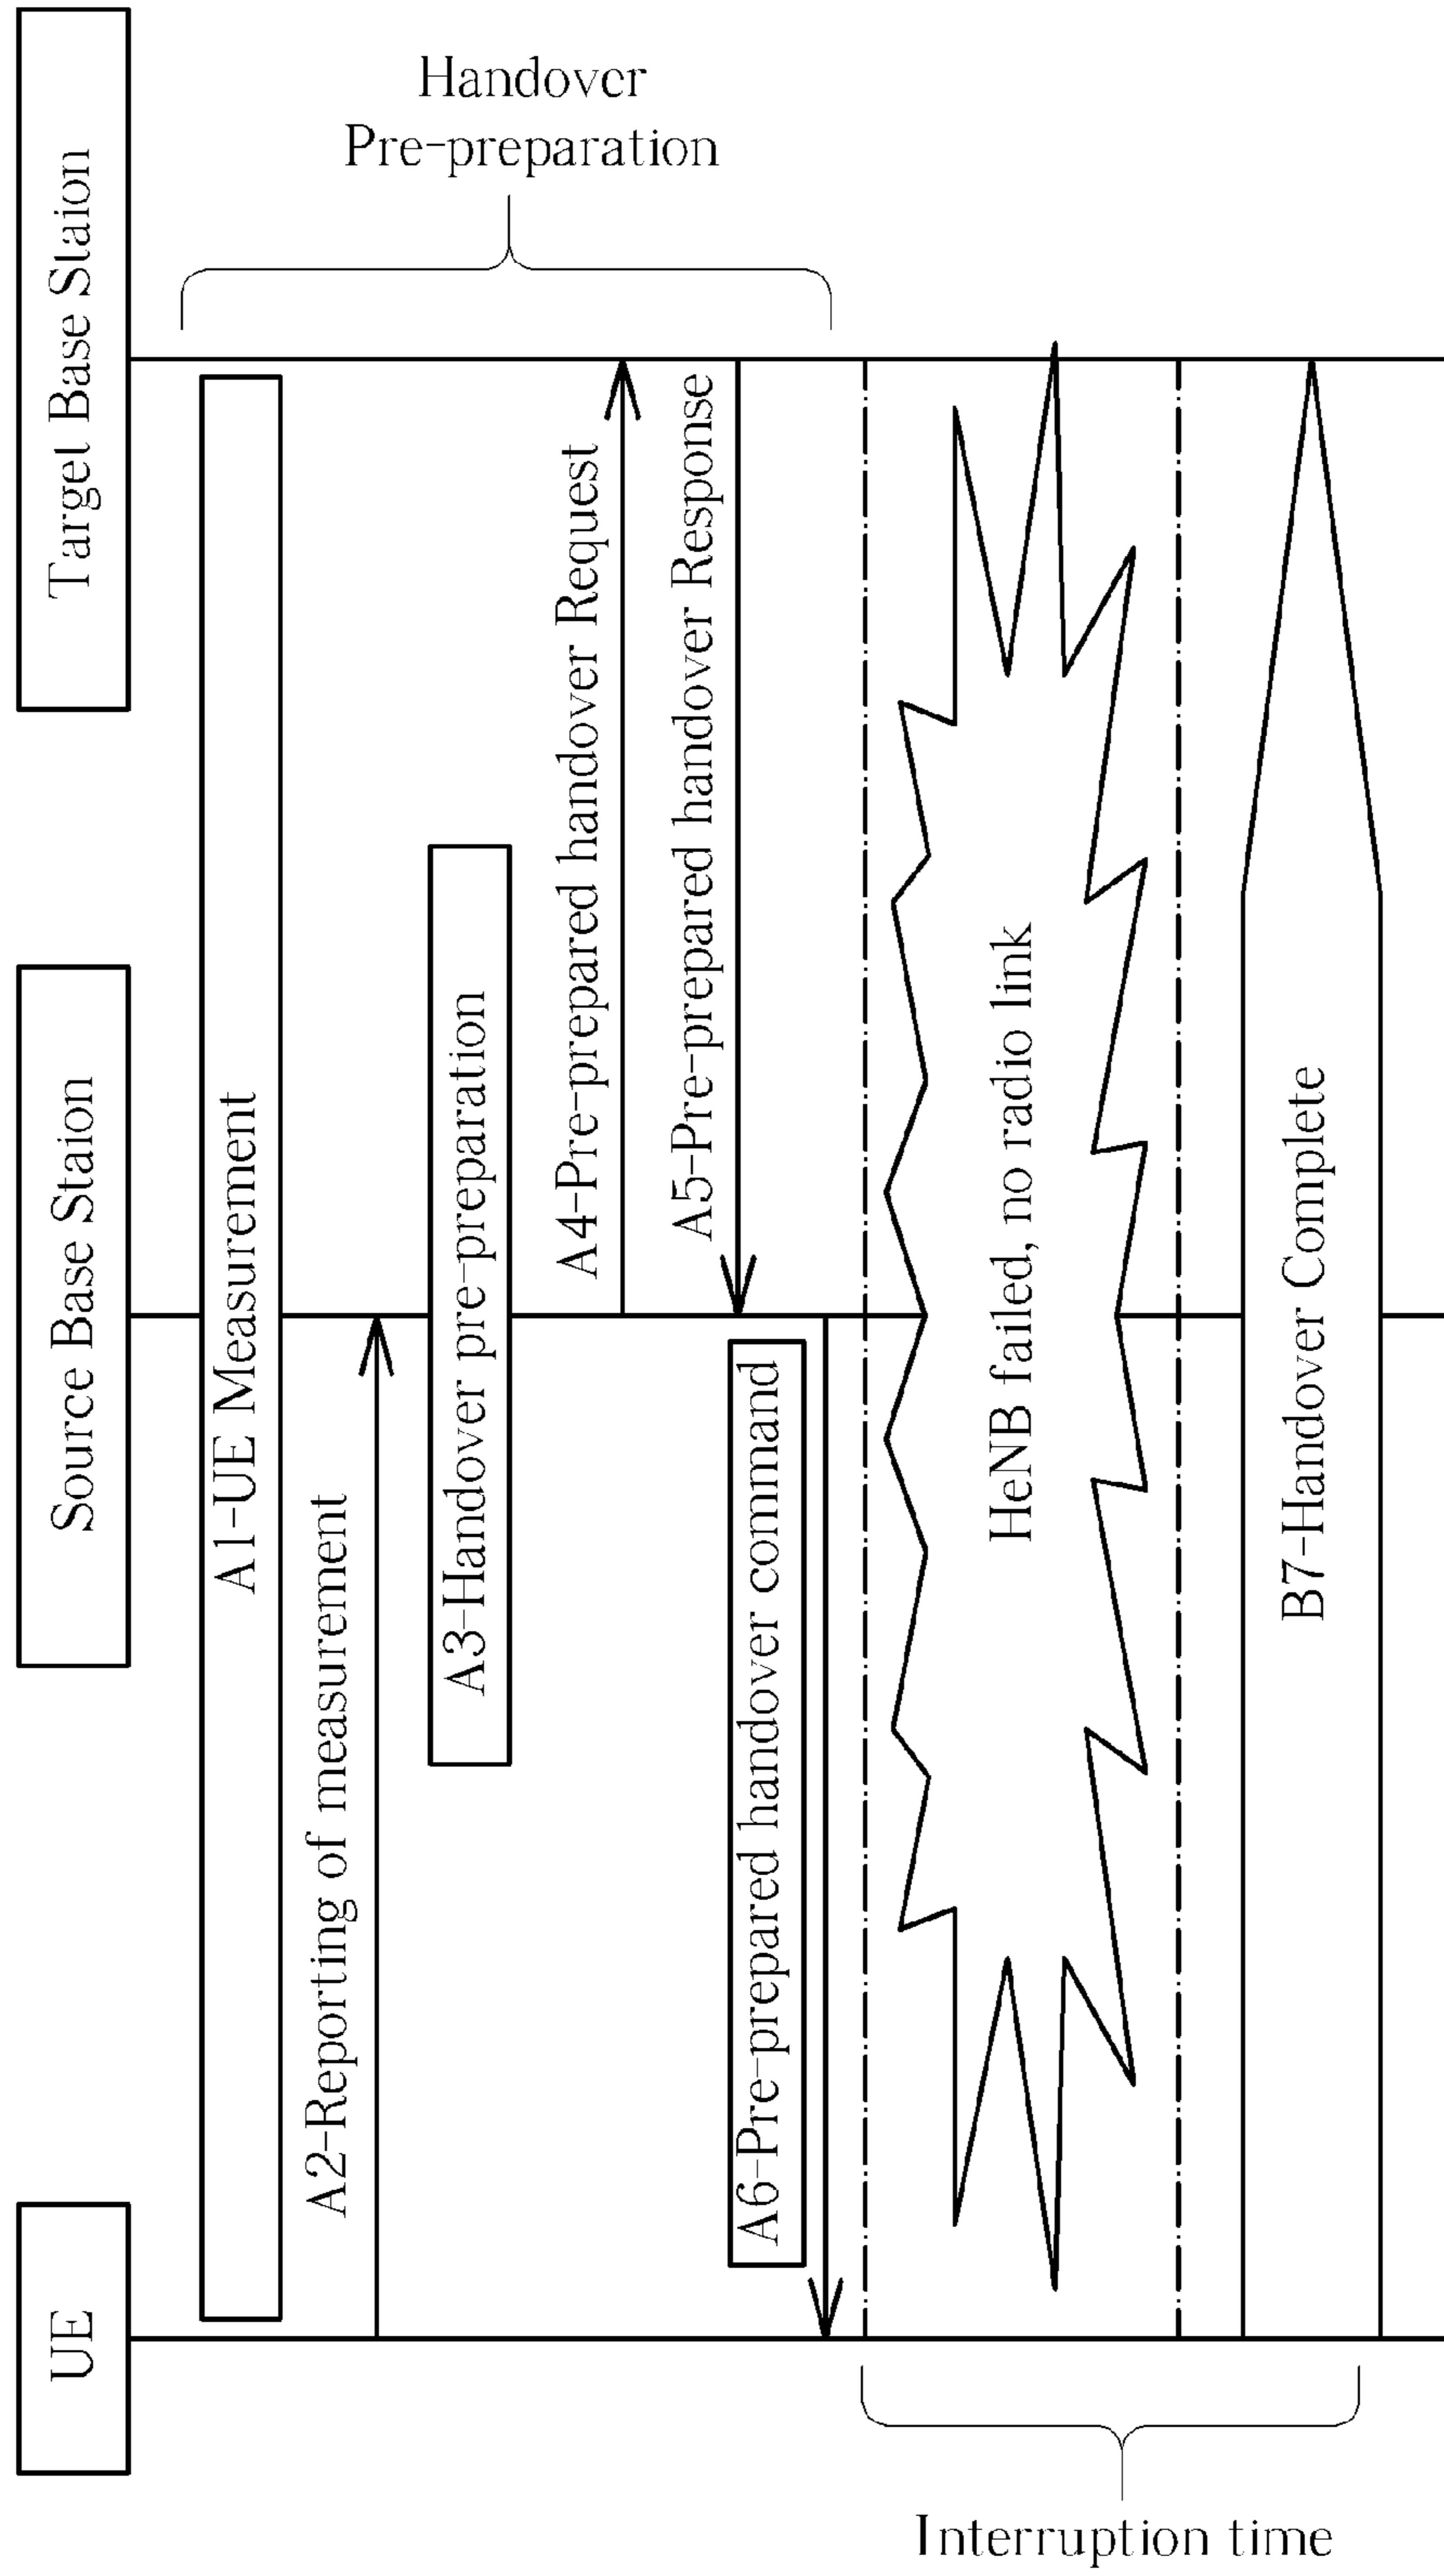 UE
Source Base Staion
Target Base Staion
A1-UE Measurement
A2-Reporting of measurement
A3-Handover pre-preparation
A4-Pre-prepared handover Request
A5-Pre-prepared handover Response
A6-Pre-prepared handover command
Handover
Pre-preparation
HeNB failed, no radio link
B7-Handover Complete
Interruption time